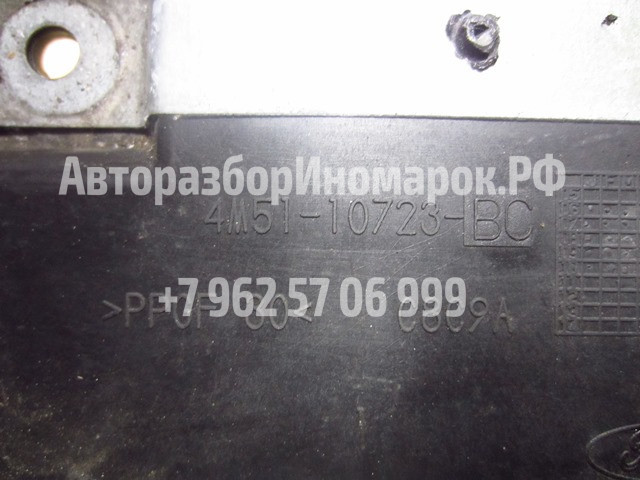 АвторазборИномарок.РФ
4M51-10723-BC
+7 962 57 06 999